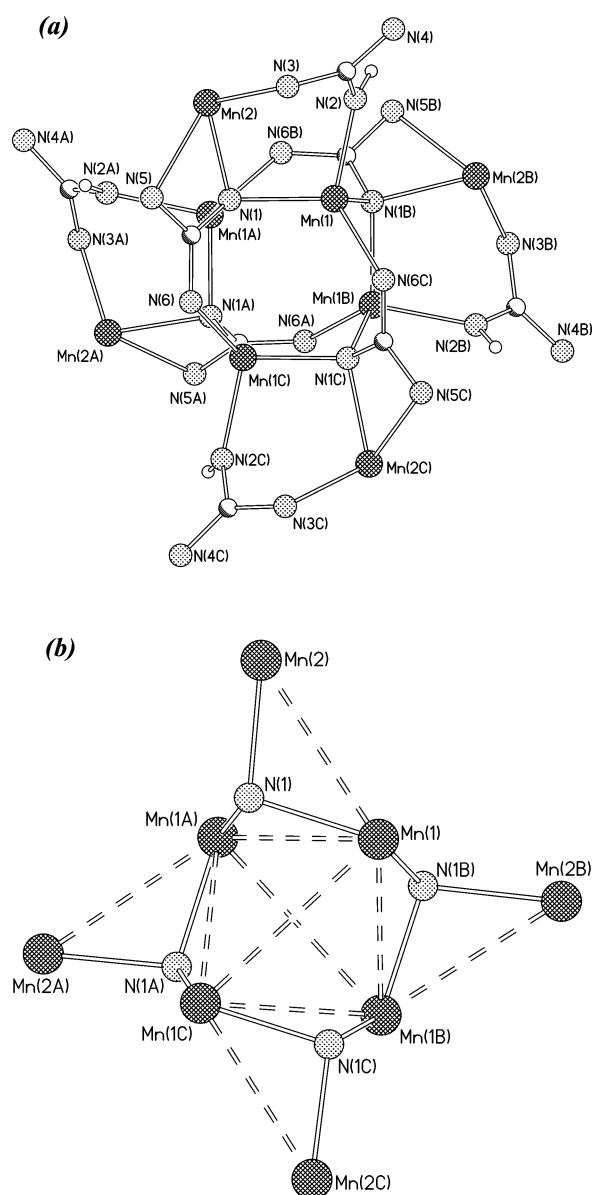 (a)
N(4)
N(3)
N(2)
Mn(2)
N(5B)
N(6B)
N(4A)
N(2A)
N(5)
Mn(2B)
N(1)
Mn(1)
N(1B)
Mn(1A)
N(3A)
N(3B)
N(6C)
N(6)
N(1A)
Mn(1B)
N(6A)
N(2B)
N(4B)
Mn(2A)
N(5A)
Mn(1C)
N(1C)
N(5C)
N(2C)
Mn(2C)
N(3C)
N(4C)
(b)
Mn(2)
N(1)
Mn(1A)
Mn(1)
N(1B)
Mn(2B)
Mn(2A)
N(1A)
Mn(1C)
Mn(1B)
N(1C)
Mn(2C)